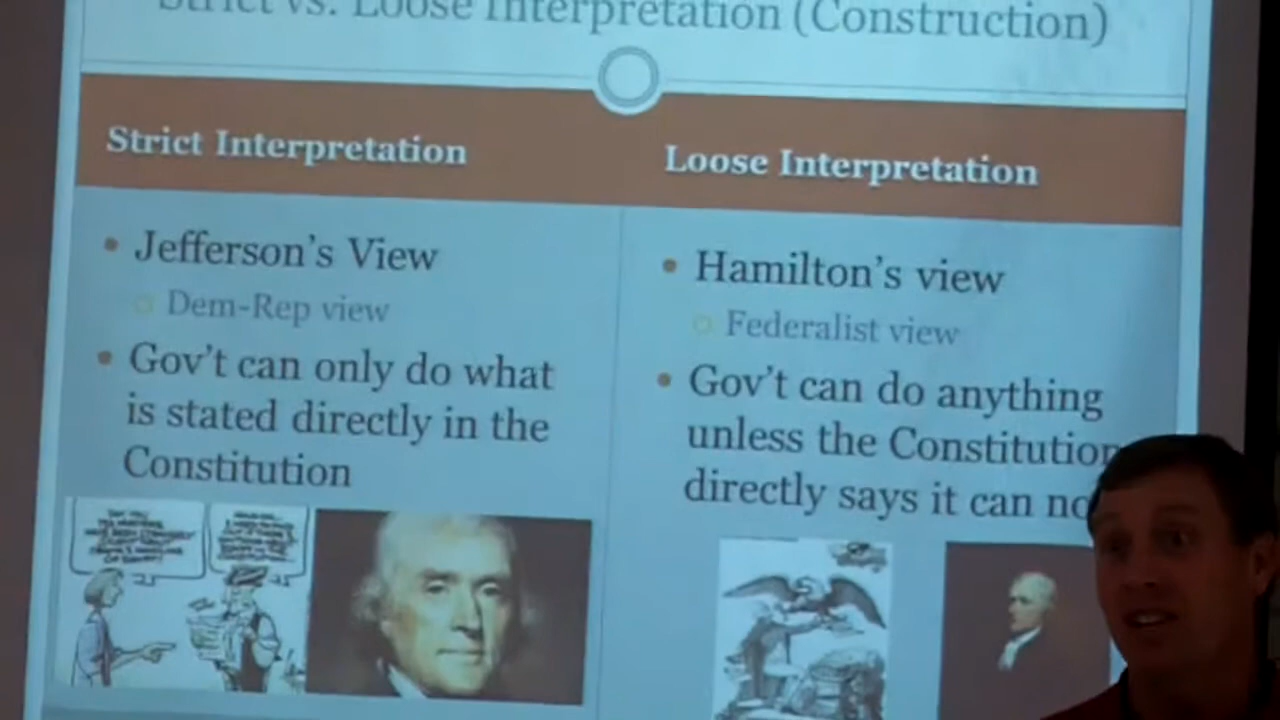 Strict vs. Loose Interpretation (Construction)
Strict Interpretation
Jefferson's View
Dem-Rep view
Gov't can only do what
is stated directly in the
Constitution
Loose Interpretation
Hamilton's view
Federalist view
Gov't can do anything
unless the Constitution
directly says it can no